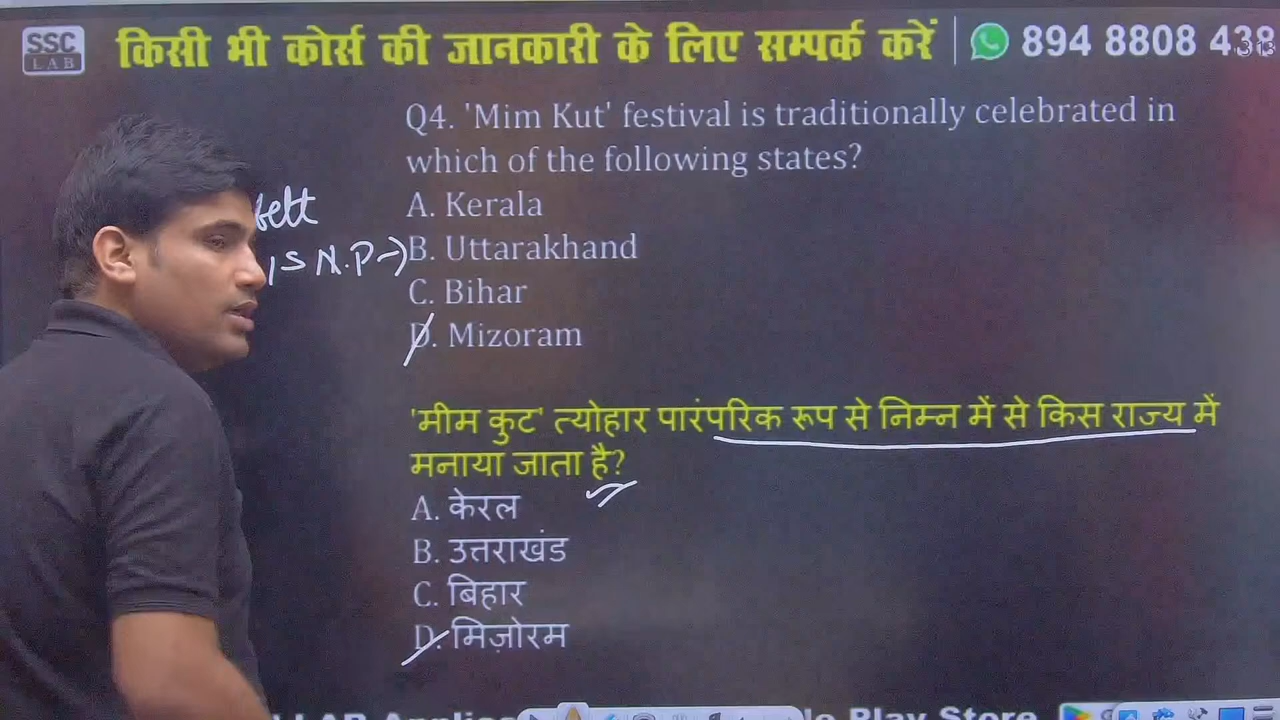 SSC
LAB
किसी भी कोर्स की जानकारी के लिए सम्पर्क करें
894 8808 438
Q4. 'Mim Kut' festival is traditionally celebrated in
which of the following states?
A. Kerala
B. Uttarakhand
C. Bihar
D. Mizoram
belt
N.P→)
'मीम कुट' त्योहार पारंपरिक रूप से निम्न में से किस राज्य में
मनाया जाता है?
A. केरल
B. उत्तराखंड
C. बिहार
D. मिज़ोरम
Play Store